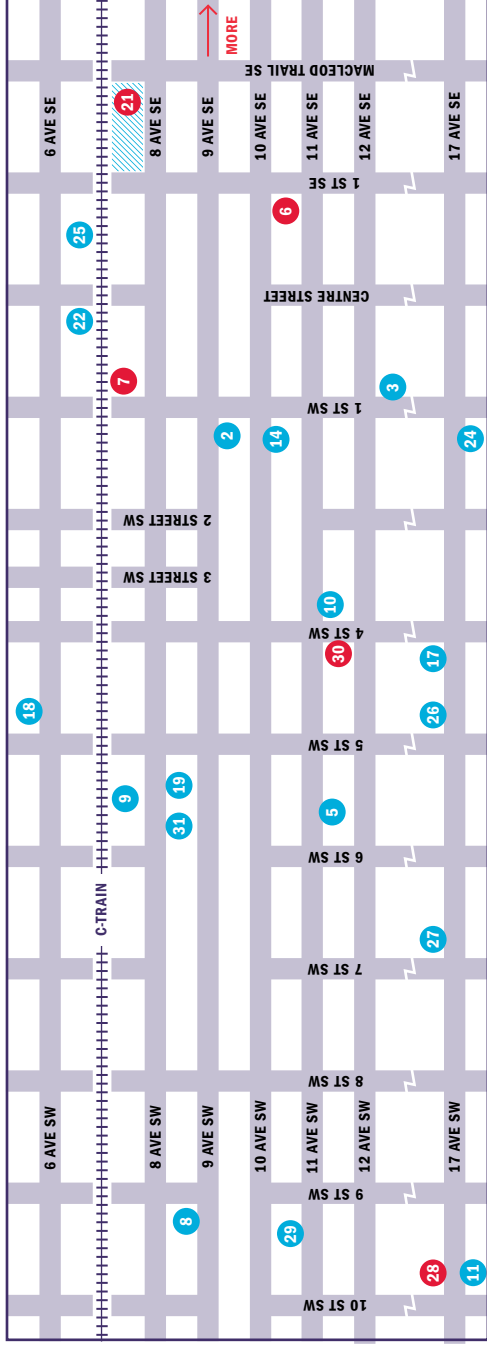 18
6 AVE SW
6 AVE SE
22
25
C-TRAIN
9
7
21
8 AVE SW
8 AVE SE
8
31
19
3 STREET SW
2 STREET SW
9 AVE SW
9 AVE SE
MORE
2
10 AVE SW
10 AVE SE
29
14
6
11 AVE SW
11 AVE SE
10 ST SW
9 ST SW
8 ST SW
7 ST SW
6 ST SW
5 ST SW
4 ST SW
1 ST SW
CENTRE STREET
1 ST SE
MACLEOD TRAIL SE
5
30
10
12 AVE SW
12 AVE SE
3
28
27
26
17
17 AVE SW
17 AVE SE
11
24